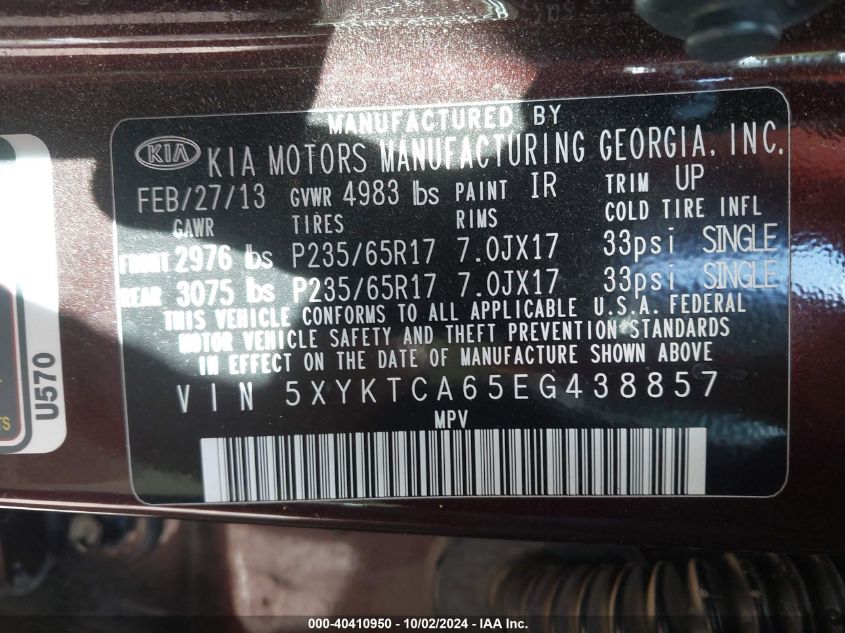 MANUFACTURED BY
KIA KIA MOTORS MANUFACTURING GEORGIA, INC.
FEB/27/13 GVWR 4983 lbs PAINT IR TRIM UP
GAWR TIRES RIMS COLD TIRE INFL
FRONT 2976 lbs P235/65R17 7.0JX17 33psi SINGLE
REAR 3075 lbs P235/65R17 7.0JX17 33psi SINGLE
THIS VEHICLE CONFORMS TO ALL APPLICABLE U.S.A. FEDERAL
MOTOR VEHICLE SAFETY AND THEFT PREVENTION STANDARDS
IN EFFECT ON THE DATE OF MANUFACTURE SHOWN ABOVE
VIN 5XYKTCA65EG438857
MPV
U570
000-40410950 - 10/02/2024 - IAA Inc.